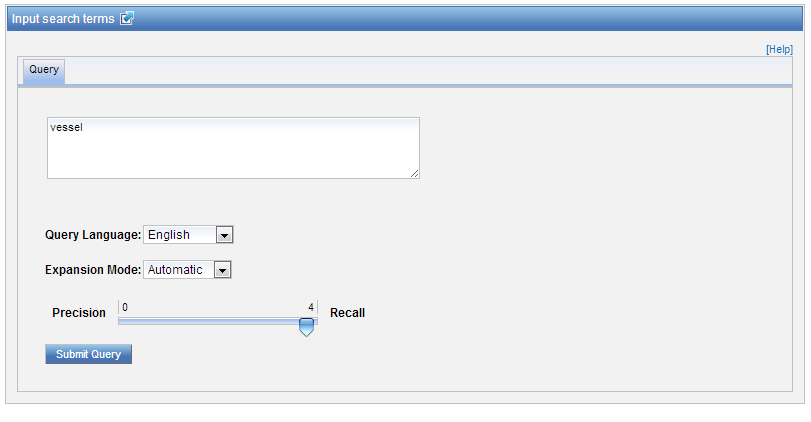 Input search terms
[Help]
Query
vessel
Query Language: English
Expansion Mode: Automatic
0 4
Precision Recall
Submit Query